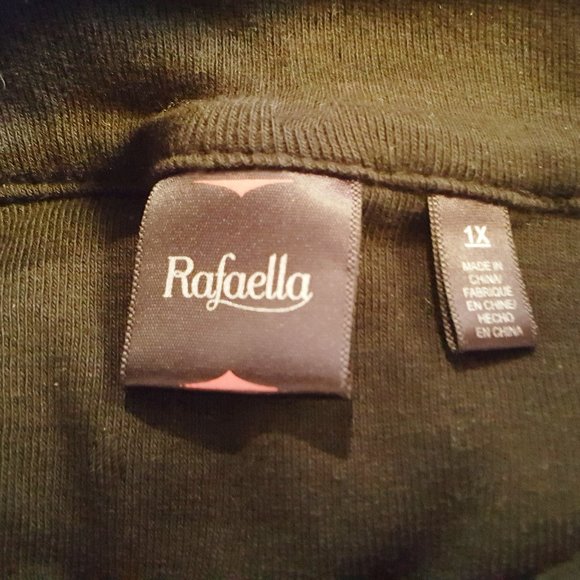 Rafaella
1X
MADE IN
CHINA/
FABRIQUE
EN CHINE/
HECHO
EN CHINA